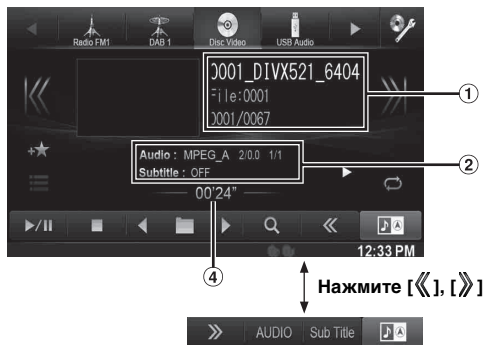 Radio FM1 DAB 1 Disc Video USB Audio
0001_DIVX521_6404
File:0001
0001/0067
1
Audio : MPEG_A 2/0.0 1/1
Subtitle : OFF
2
00'24"
12:33 PM
4
Нажмите [《], [》]
AUDIO Sub Title